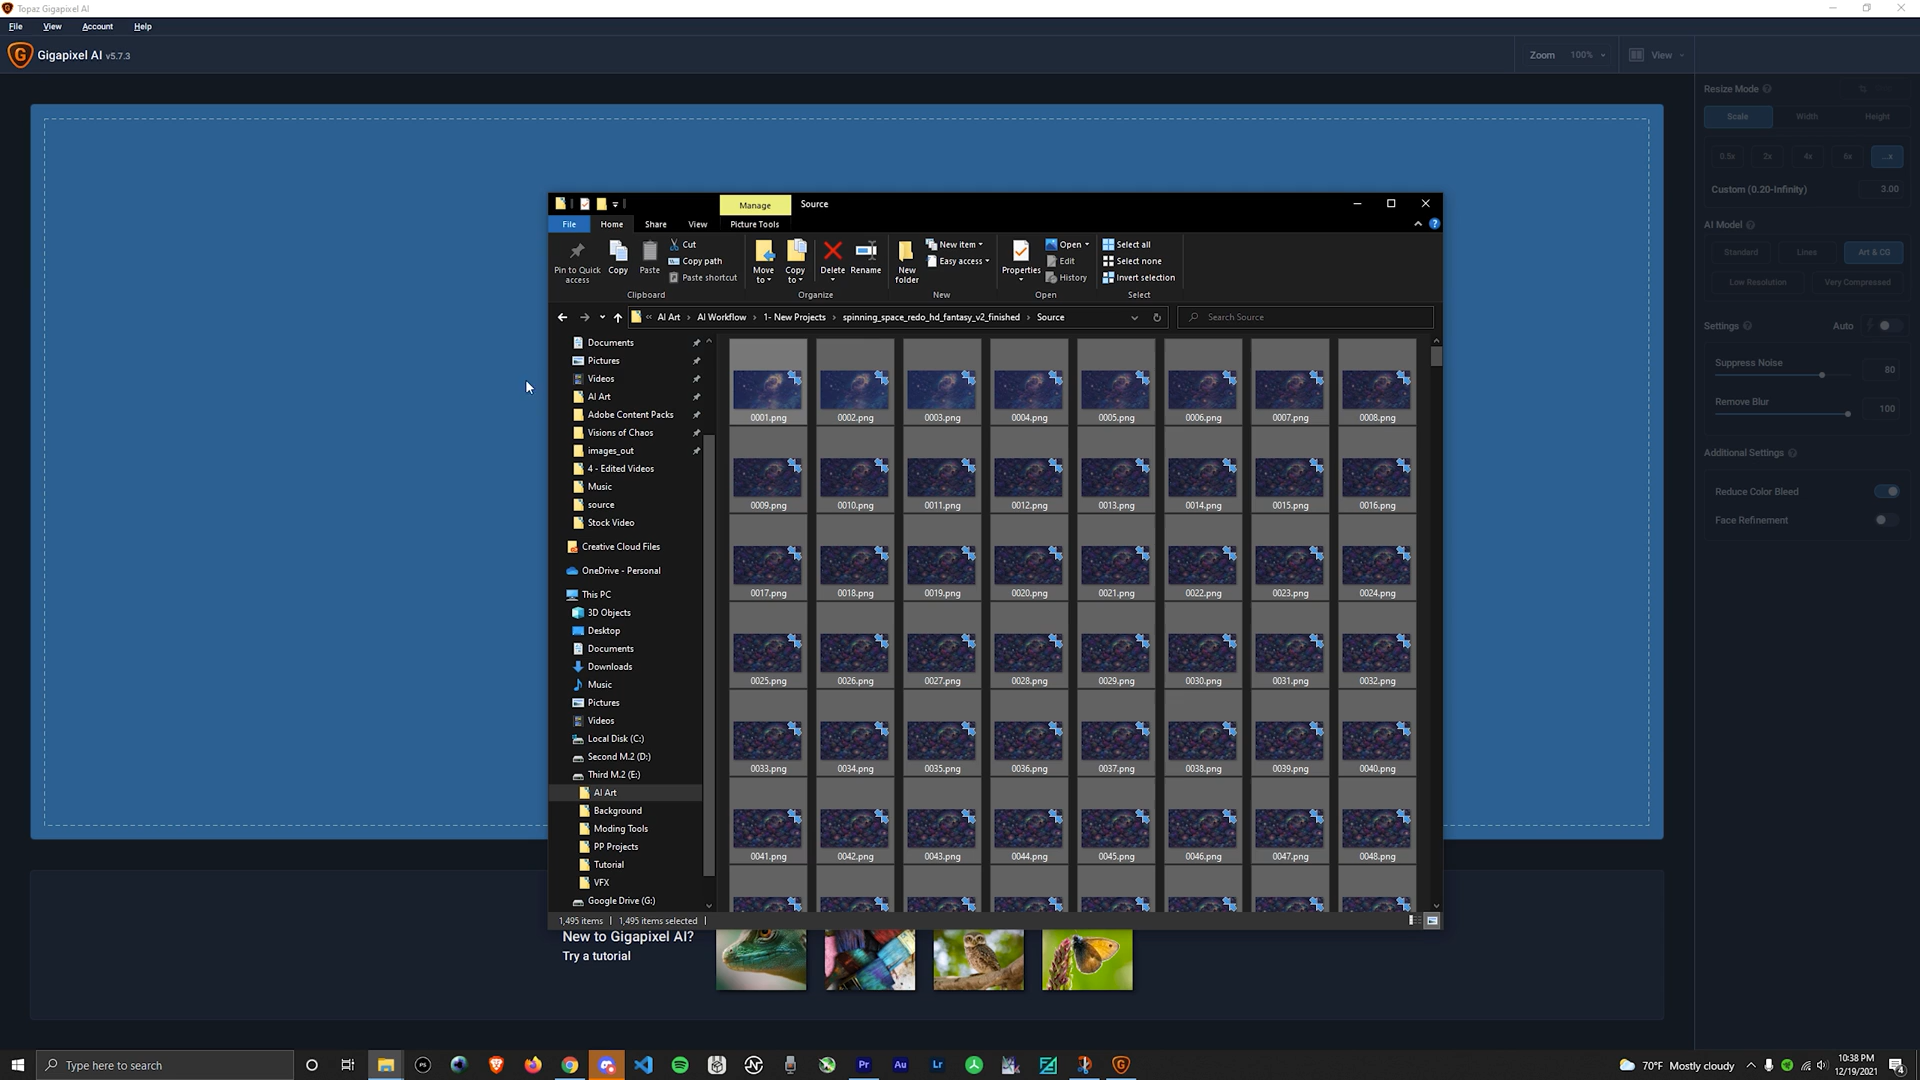 Topaz Gigapixel AI
File View Account Help
Gigapixel AI v5.7.3
Zoom 100% View
Resize Mode
Scale Width Height
0.5x 2x 4x 6x ...x
Custom (0.20-Infinity) 3.00
AI Model
Standard Lines Art & CG
Low Resolution Very Compressed
Settings Auto
Suppress Noise 80
Remove Blur 100
Additional Settings
Reduce Color Bleed
Face Refinement
Manage Source
File Home Share View Picture Tools
Pin to Quick access
Copy
Paste
Cut
Copy path
Paste shortcut
Clipboard
Move to
Copy to
Delete
Rename
Organize
New folder
New item
Easy access
New
Properties
Open
Edit
History
Open
Select all
Select none
Invert selection
Select
« AI Art › AI Workflow › 1- New Projects › spinning_space_redo_hd_fantasy_v2_finished › Source
Search Source
Documents
Pictures
Videos
AI Art
Adobe Content Packs
Visions of Chaos
images_out
4 - Edited Videos
Music
source
Stock Video
Creative Cloud Files
OneDrive - Personal
This PC
3D Objects
Desktop
Documents
Downloads
Music
Pictures
Videos
Local Disk (C:)
Second M.2 (D:)
Third M.2 (E:)
AI Art
Background
Moding Tools
PP Projects
Tutorial
VFX
Google Drive (G:)
0001.png 0002.png 0003.png 0004.png 0005.png 0006.png 0007.png 0008.png
0009.png 0010.png 0011.png 0012.png 0013.png 0014.png 0015.png 0016.png
0017.png 0018.png 0019.png 0020.png 0021.png 0022.png 0023.png 0024.png
0025.png 0026.png 0027.png 0028.png 0029.png 0030.png 0031.png 0032.png
0033.png 0034.png 0035.png 0036.png 0037.png 0038.png 0039.png 0040.png
0041.png 0042.png 0043.png 0044.png 0045.png 0046.png 0047.png 0048.png
1,495 items 1,495 items selected
New to Gigapixel AI?
Try a tutorial
Type here to search
PS
Pr
Au
Lr
70°F Mostly cloudy
10:38 PM
12/19/2021
4